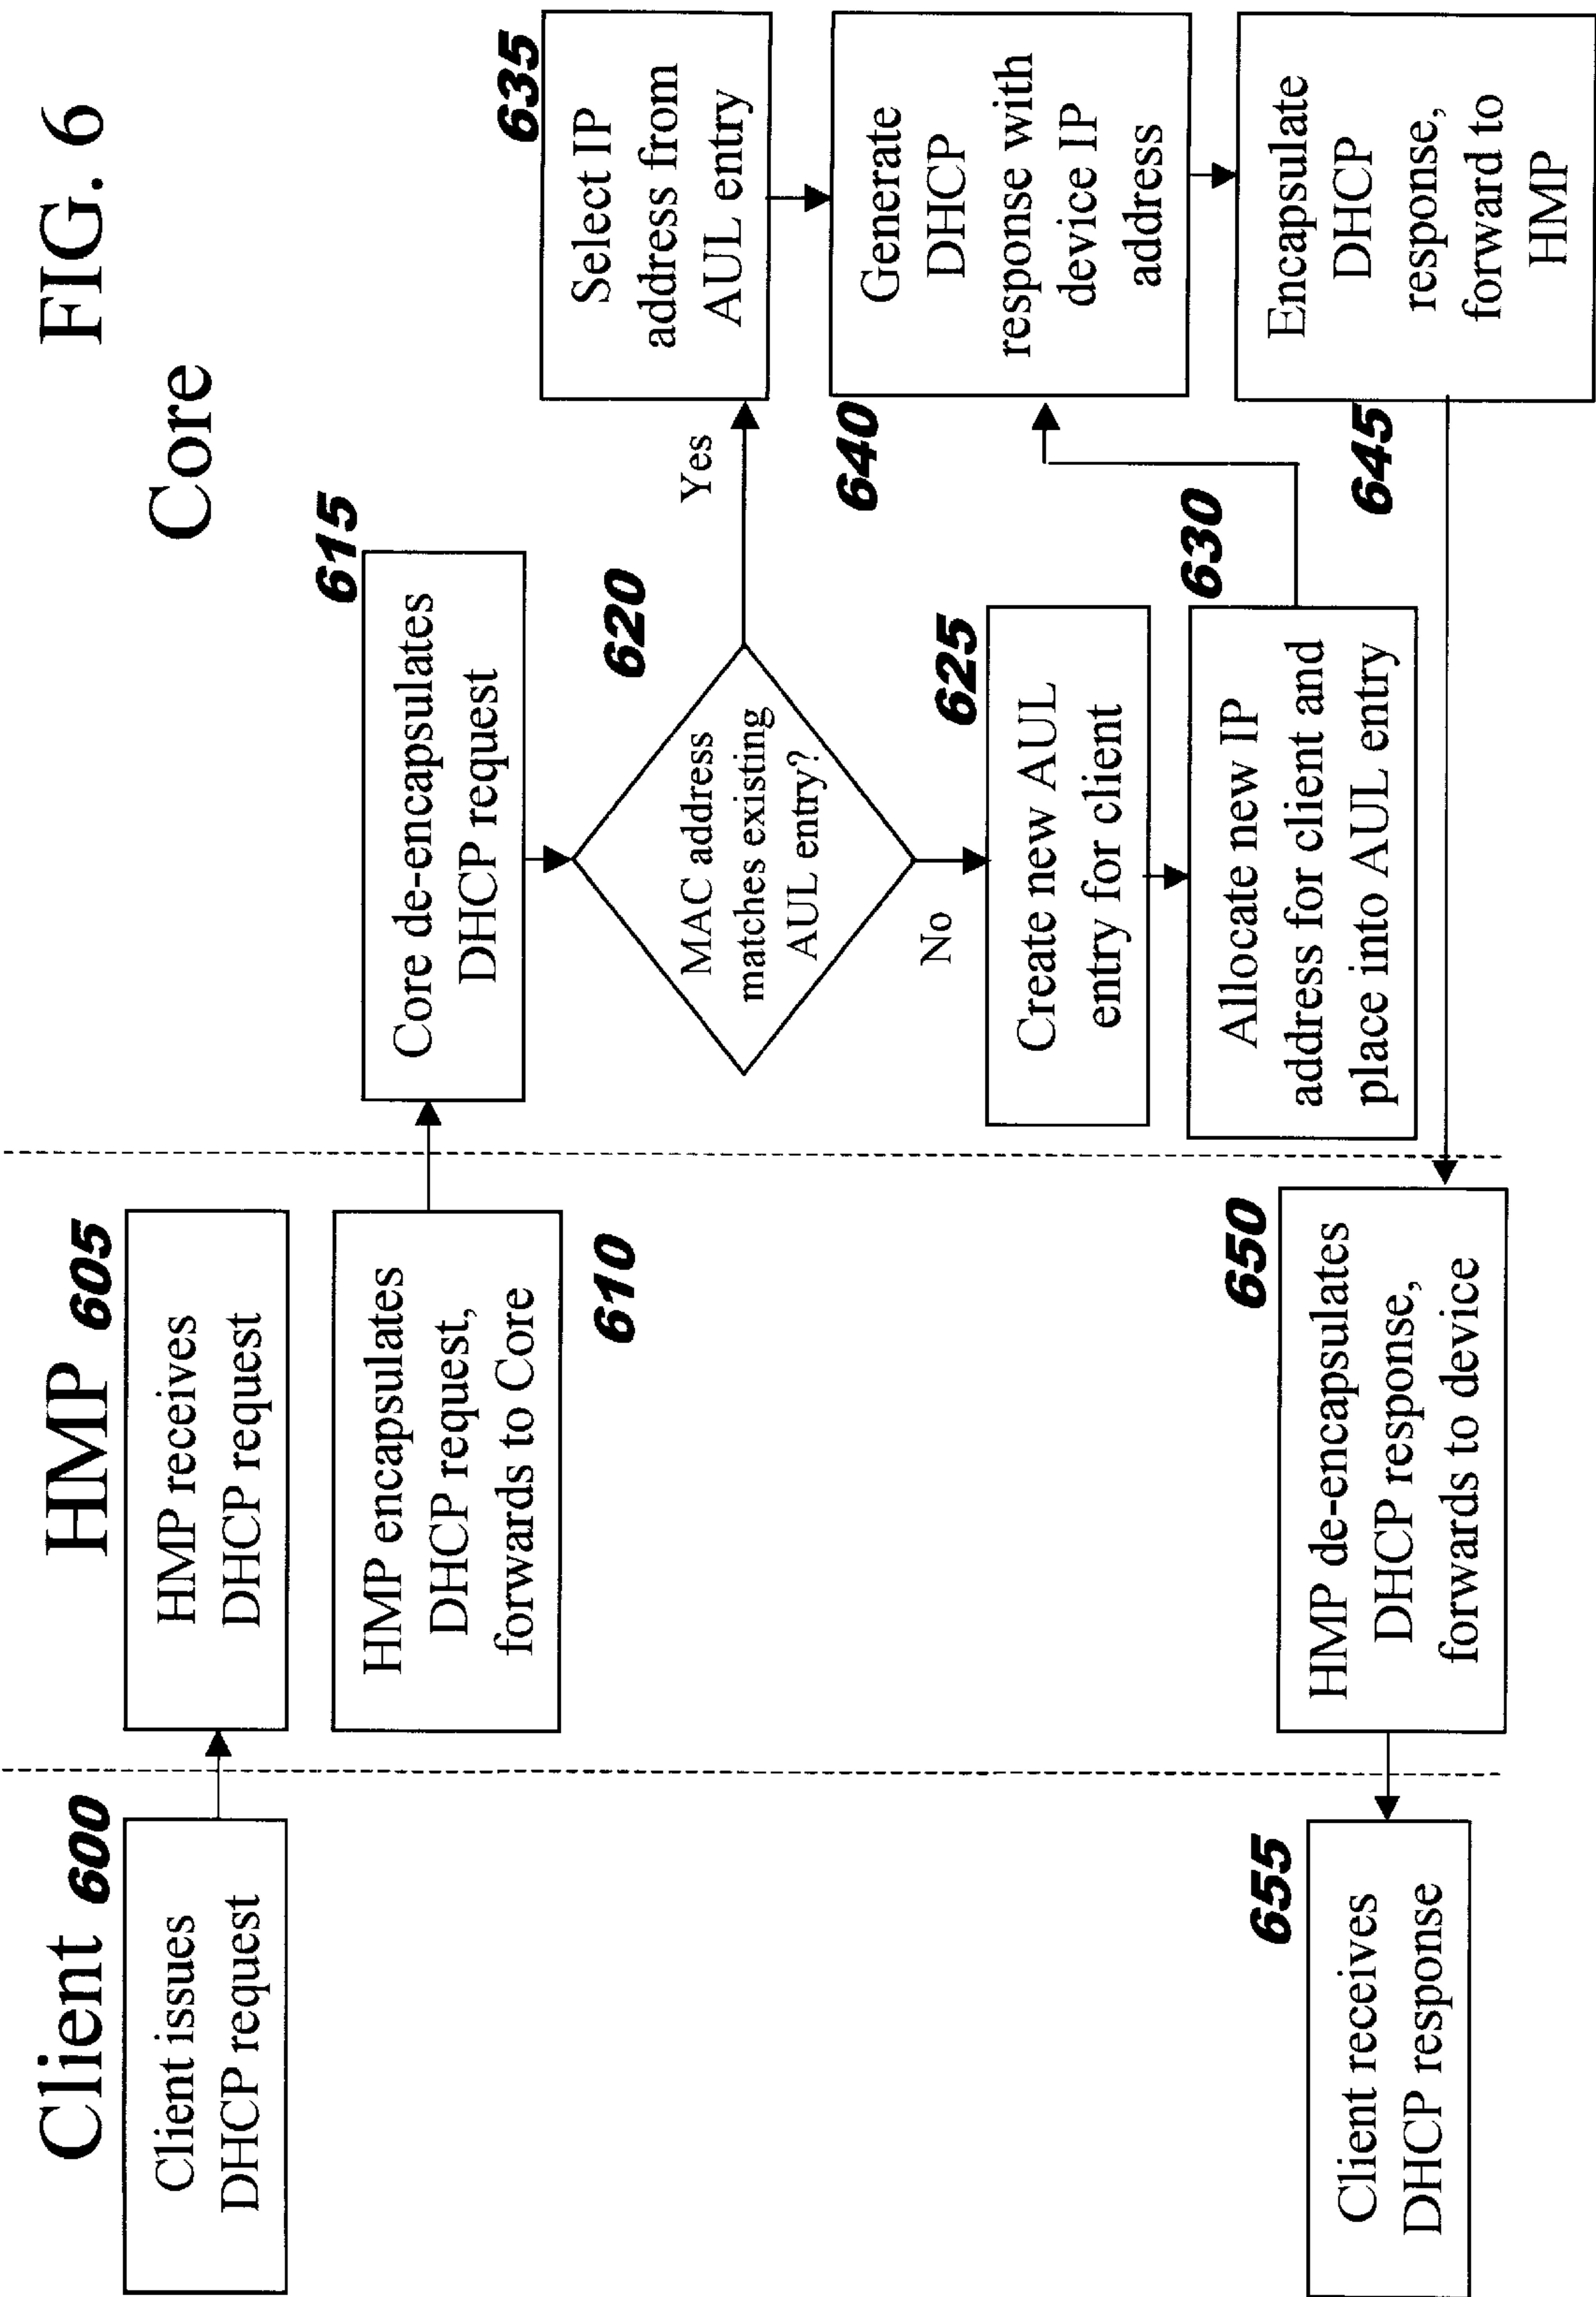 FIG. 6
Client
HMP
Core
600
Client issues
DHCP request
605
HMP receives
DHCP request
HMP encapsulates
DHCP request,
forwards to Core
610
615
Core de-encapsulates
DHCP request
620
MAC address
matches existing
AUL entry?
Yes
No
625
Create new AUL
entry for client
630
Allocate new IP
address for client and
place into AUL entry
635
Select IP
address from
AUL entry
640
Generate
DHCP
response with
device IP
address
645
Encapsulate
DHCP
response,
forward to
HMP
650
HMP de-encapsulates
DHCP response,
forwards to device
655
Client receives
DHCP response